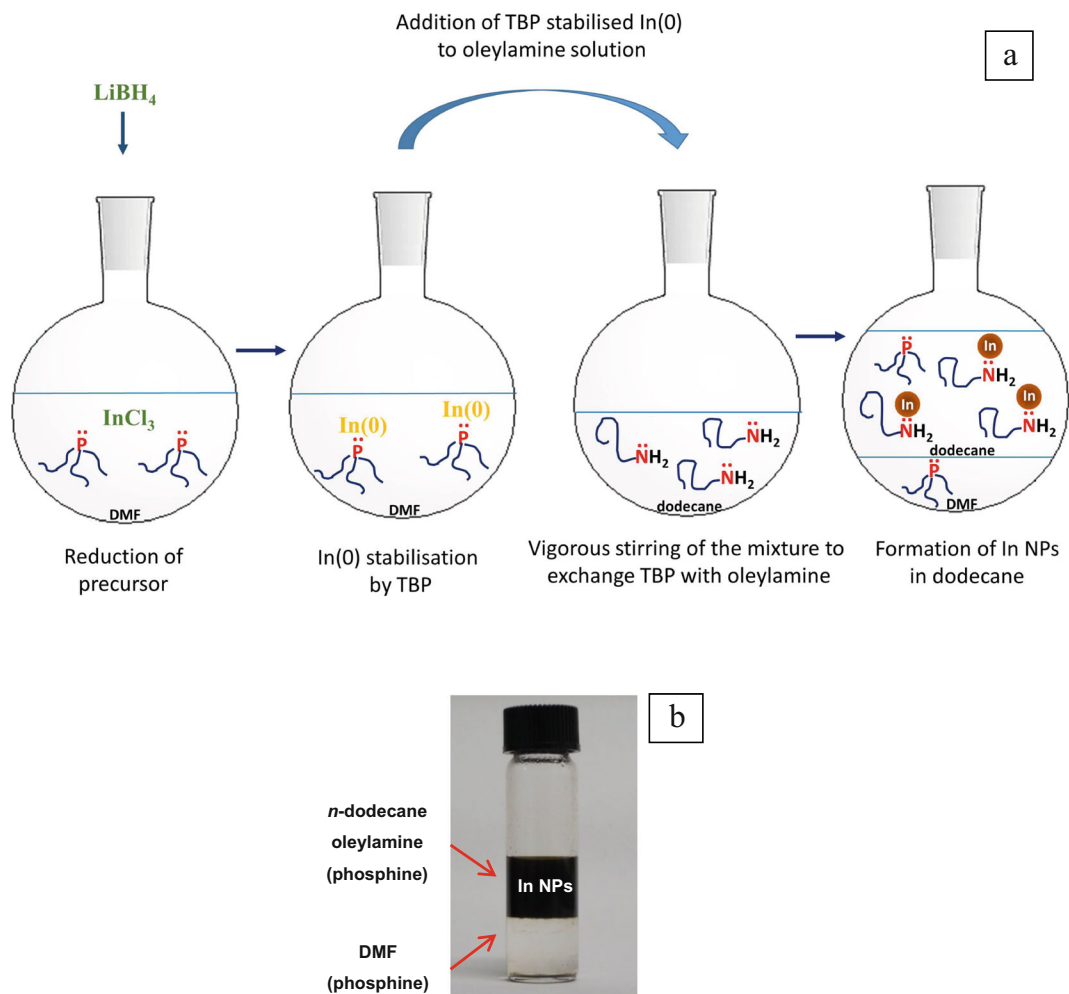 Addition of TBP stabilised In(0)
to oleylamine solution
a
LiBH4
InCl3
P
P
DMF
In(0)
In(0)
P
P
DMF
NH2
NH2
NH2
dodecane
P
In
NH2
In
NH2
In
NH2
dodecane
P
DMF
Reduction of
precursor
In(0) stabilisation
by TBP
Vigorous stirring of the mixture to
exchange TBP with oleylamine
Formation of In NPs
in dodecane
b
n-dodecane
oleylamine
(phosphine)
In NPs
DMF
(phosphine)